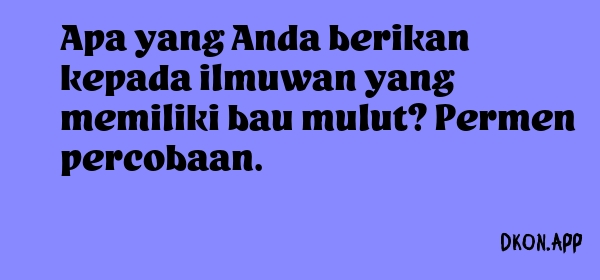 Apa yang Anda berikan
kepada ilmuwan yang
memiliki bau mulut? Permen
percobaan.
DKON.APP